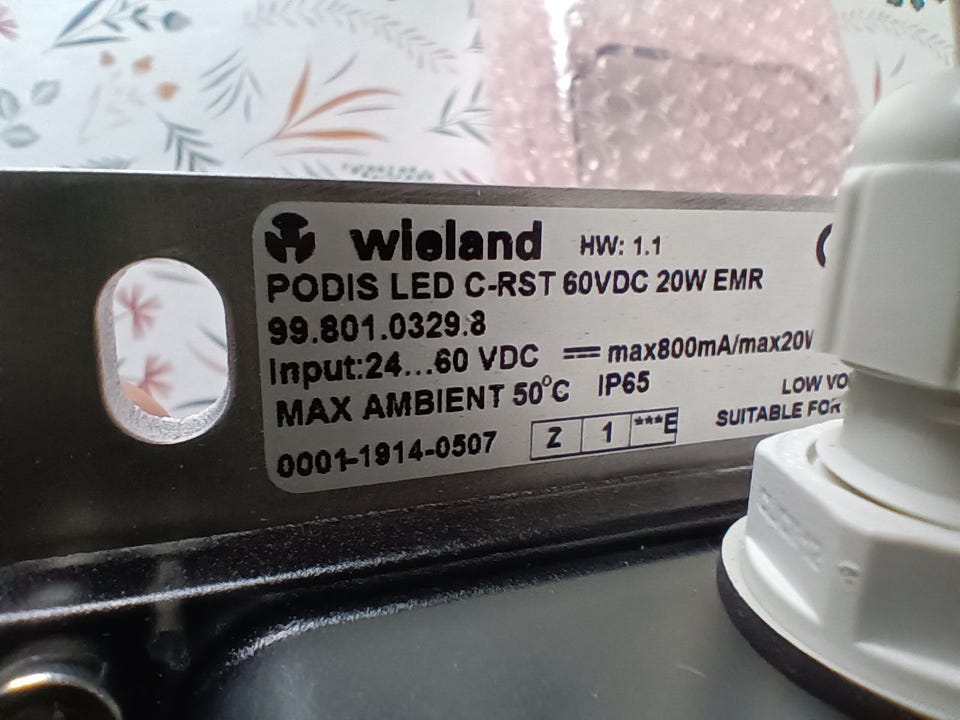 wieland HW: 1.1
PODIS LED C-RST 60VDC 20W EMR
99.801.0329.8
Input:24...60 VDC ⎓ max800mA/max20W
MAX AMBIENT 50°C IP65
LOW VO
0001-1914-0507 Z 1 ***E SUITABLE FOR